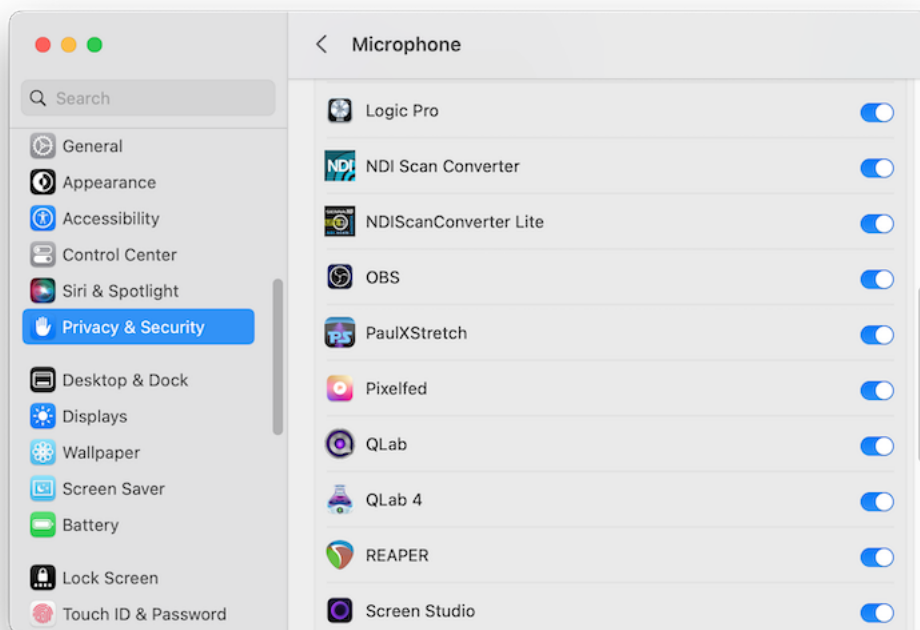 Microphone
Search
General
Appearance
Accessibility
Control Center
Siri & Spotlight
Privacy & Security
Desktop & Dock
Displays
Wallpaper
Screen Saver
Battery
Lock Screen
Touch ID & Password
Logic Pro
NDI
NDI Scan Converter
NDIScanConverter Lite
OBS
PS
PaulXStretch
Pixelfed
QLab
QLab 4
REAPER
Screen Studio